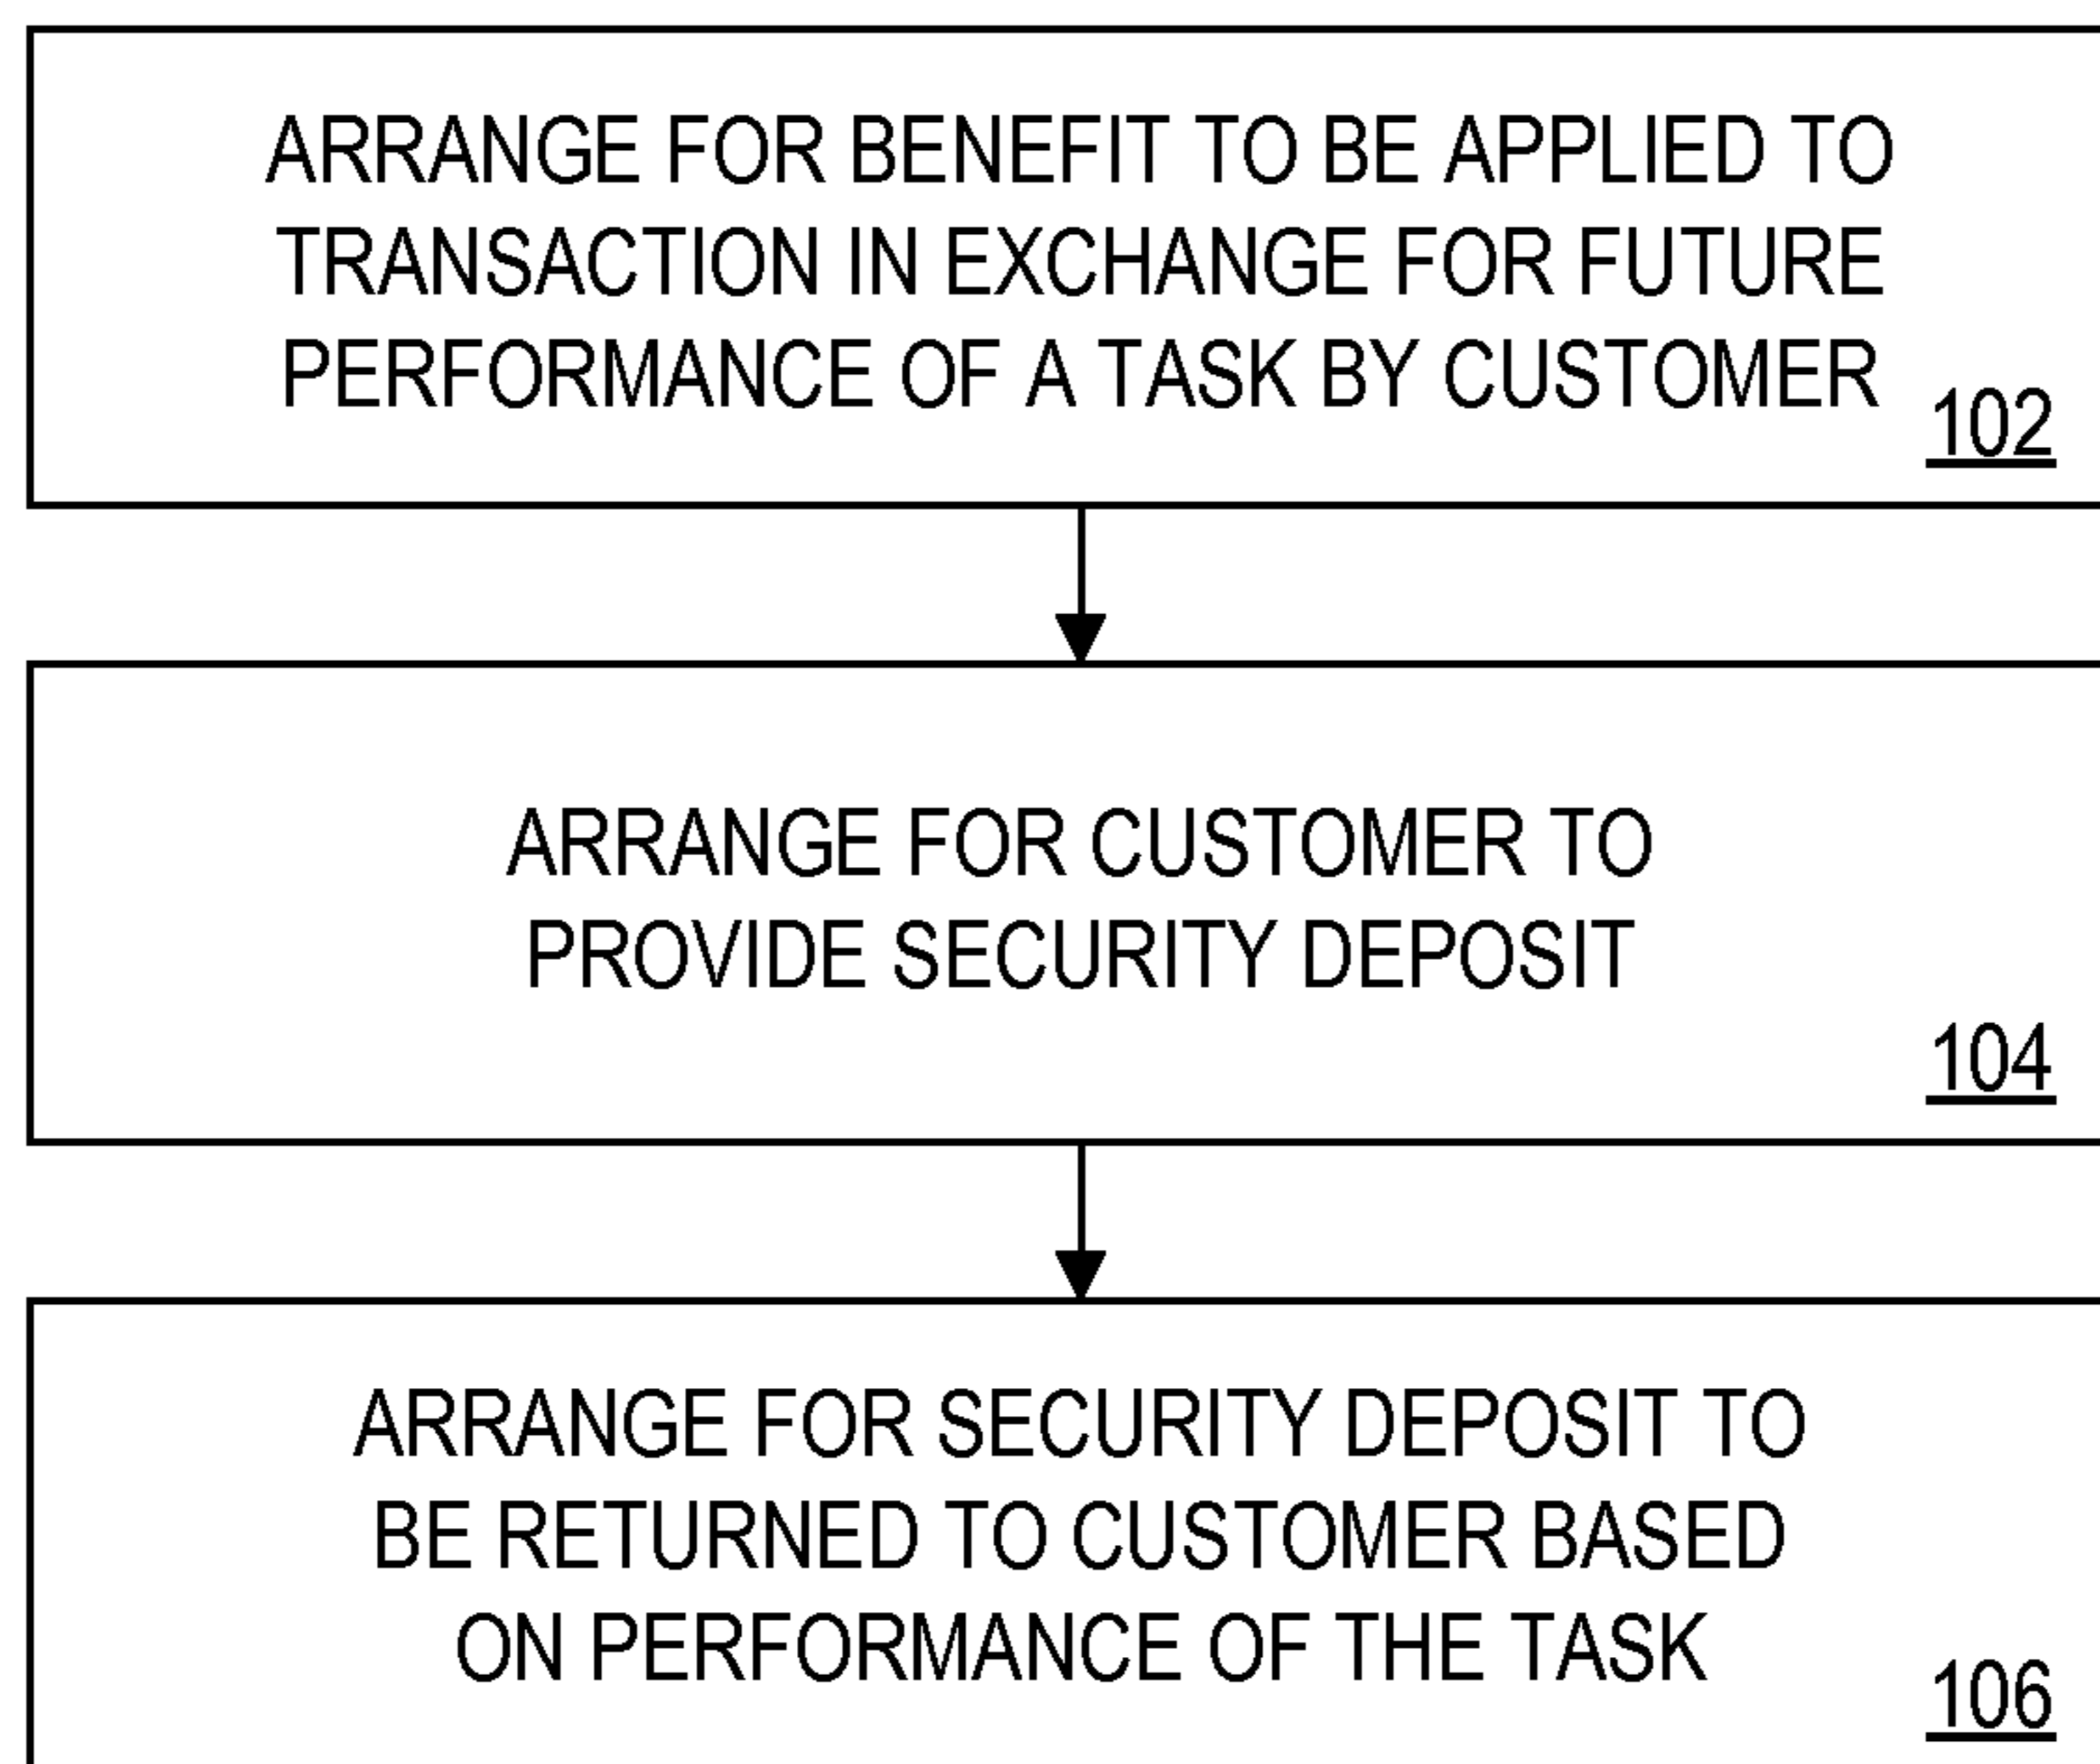 ARRANGE FOR BENEFIT TO BE APPLIED TO
TRANSACTION IN EXCHANGE FOR FUTURE
PERFORMANCE OF A TASK BY CUSTOMER
102
ARRANGE FOR CUSTOMER TO
PROVIDE SECURITY DEPOSIT
104
ARRANGE FOR SECURITY DEPOSIT TO
BE RETURNED TO CUSTOMER BASED
ON PERFORMANCE OF THE TASK
106